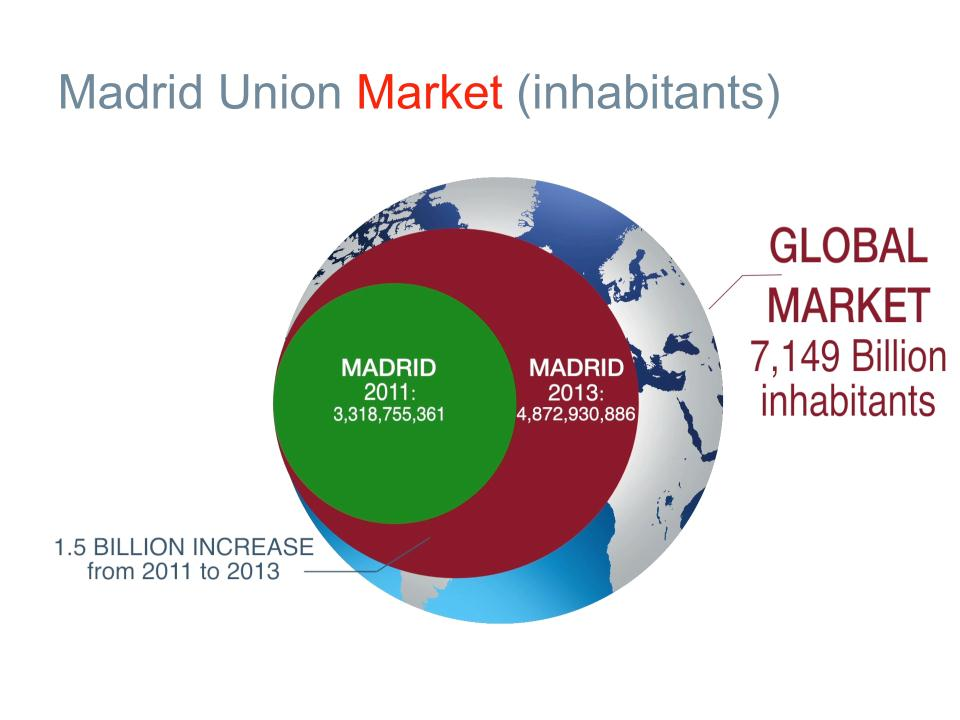 Madrid Union Market (inhabitants)
GLOBAL
MARKET
7,149 Billion
inhabitants
MADRID
2011:
3,318,755,361
MADRID
2013:
4,872,930,886
1.5 BILLION INCREASE
from 2011 to 2013